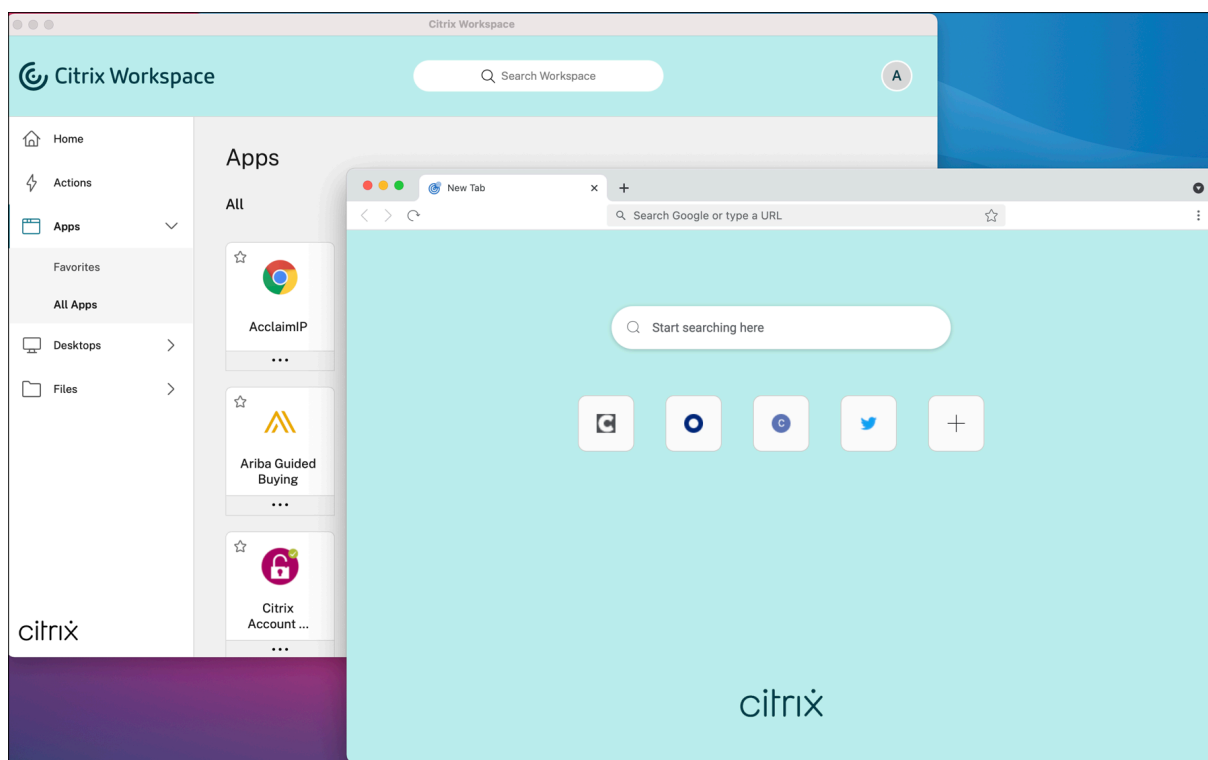 Citrix Workspace
Citrix Workspace
Search Workspace
A
Home
Actions
Apps
Favorites
All Apps
Desktops
Files
citrix
Apps
All
AcclaimIP
Ariba Guided
Buying
Citrix
Account ...
New Tab
Search Google or type a URL
Start searching here
C
C
citrix